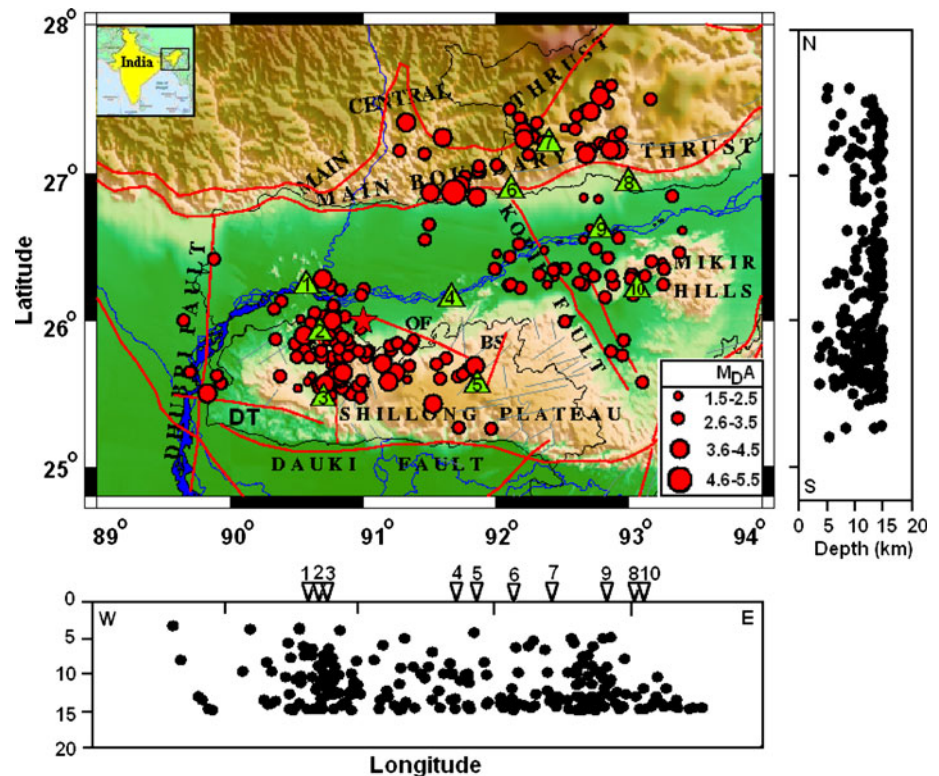 28°
27°
26°
25°
Latitude
India
CENTRAL
THRUST
MAIN
MAIN BOUNDARY THRUST
7
6
8
KOPILI
FAULT
9
MIKIR
HILLS
10
DHUBRI FAULT
1
4
OF
BS
5
DT
SHILLONG PLATEAU
DAUKI FAULT
MDA
1.5-2.5
2.6-3.5
3.6-4.5
4.6-5.5
89° 90° 91° 92° 93° 94°
N
S
0 5 10 15 20
Depth (km)
1 2 3 4 5 6 7 9 8 10
0
5
10
15
20
W
E
Longitude